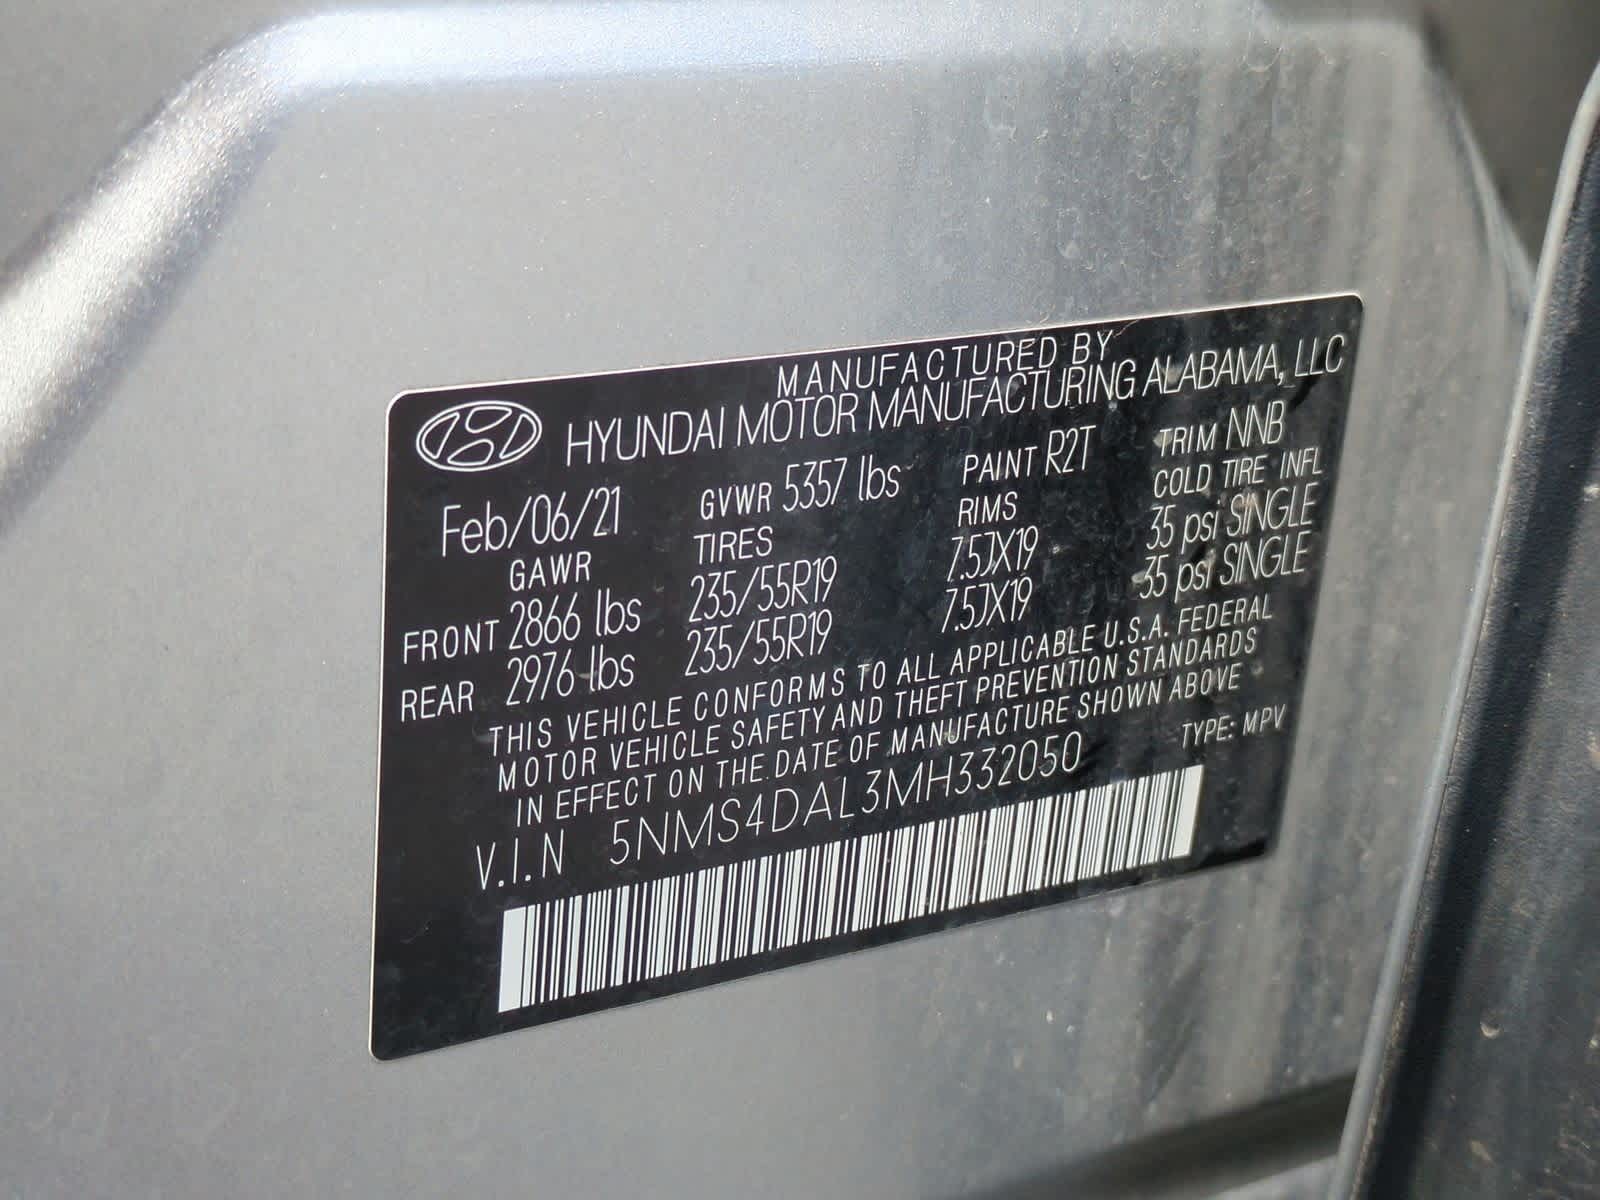 MANUFACTURED BY
HYUNDAI MOTOR MANUFACTURING ALABAMA, LLC
Feb/06/21 GVWR 5357 lbs PAINT R2T TRIM NNB
GAWR TIRES RIMS COLD TIRE INFL
FRONT 2866 lbs 235/55R19 7.5JX19 35 psi SINGLE
REAR 2976 lbs 235/55R19 7.5JX19 35 psi SINGLE
THIS VEHICLE CONFORMS TO ALL APPLICABLE U.S.A. FEDERAL
MOTOR VEHICLE SAFETY AND THEFT PREVENTION STANDARDS
IN EFFECT ON THE DATE OF MANUFACTURE SHOWN ABOVE
V.I.N 5NMS4DAL3MH332050 TYPE: MPV